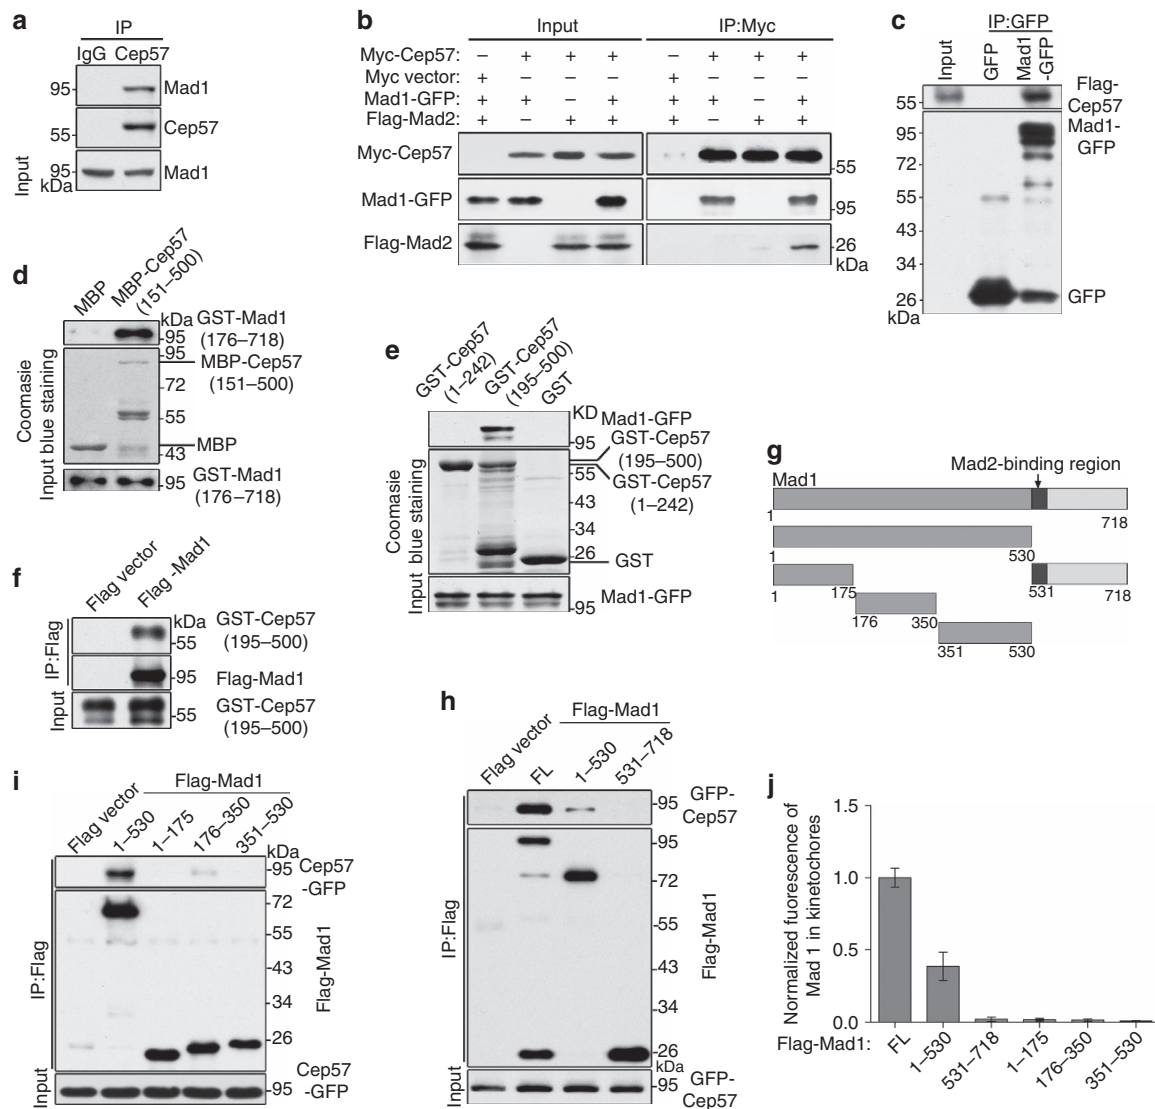 a
IP
IgG Cep57
95
Mad1
55
Cep57
Input
95
kDa
Mad1
b
Input
IP:Myc
Myc-Cep57: – + + + – + + +
Myc vector: + +
Mad1-GFP: + + – + + + – +
Flag-Mad2: + – + + + – + +
Myc-Cep57
55
Mad1-GFP
95
Flag-Mad2
26
kDa
c
IP:GFP
Input
GFP
Mad1
-GFP
55
Flag-
Cep57
95
Mad1-
GFP
72
55
43
34
26
GFP
kDa
d
MBP
MBP-Cep57
(151–500)
kDa
95
GST-Mad1
(176–718)
95
MBP-Cep57
(151–500)
72
55
MBP
43
Coomasie
blue staining
Input
95
GST-Mad1
(176–718)
e
GST-Cep57
(1–242)
GST-Cep57
(195–500)
GST
KD
95
Mad1-GFP
GST-Cep57
(195–500)
55
GST-Cep57
(1–242)
43
34
26
GST
Coomasie
blue staining
Input
Mad1-GFP
95
f
Flag vector
Flag -Mad1
kDa
IP:Flag
55
GST-Cep57
(195–500)
95
Flag-Mad1
Input
55
GST-Cep57
(195–500)
g
Mad2-binding region
Mad1
1
718
1
530
1
175
531
718
176
350
351
530
h
Flag-Mad1
Flag vector
FL
1–530
531–718
IP:Flag
95
GFP-
Cep57
95
72
55
43
34
26
kDa
Flag-Mad1
Input
95
GFP-
Cep57
i
Flag-Mad1
Flag vector
1–530
1–175
176–350
351–530
kDa
IP:Flag
95
Cep57
-GFP
72
55
43
34
26
Flag-Mad1
Input
95
Cep57
-GFP
j
Normalized fluorescence of
Mad 1 in kinetochores
1.5
1.0
0.5
0.0
Flag-Mad1:
FL
1–530
531–718
1–175
176–350
351–530